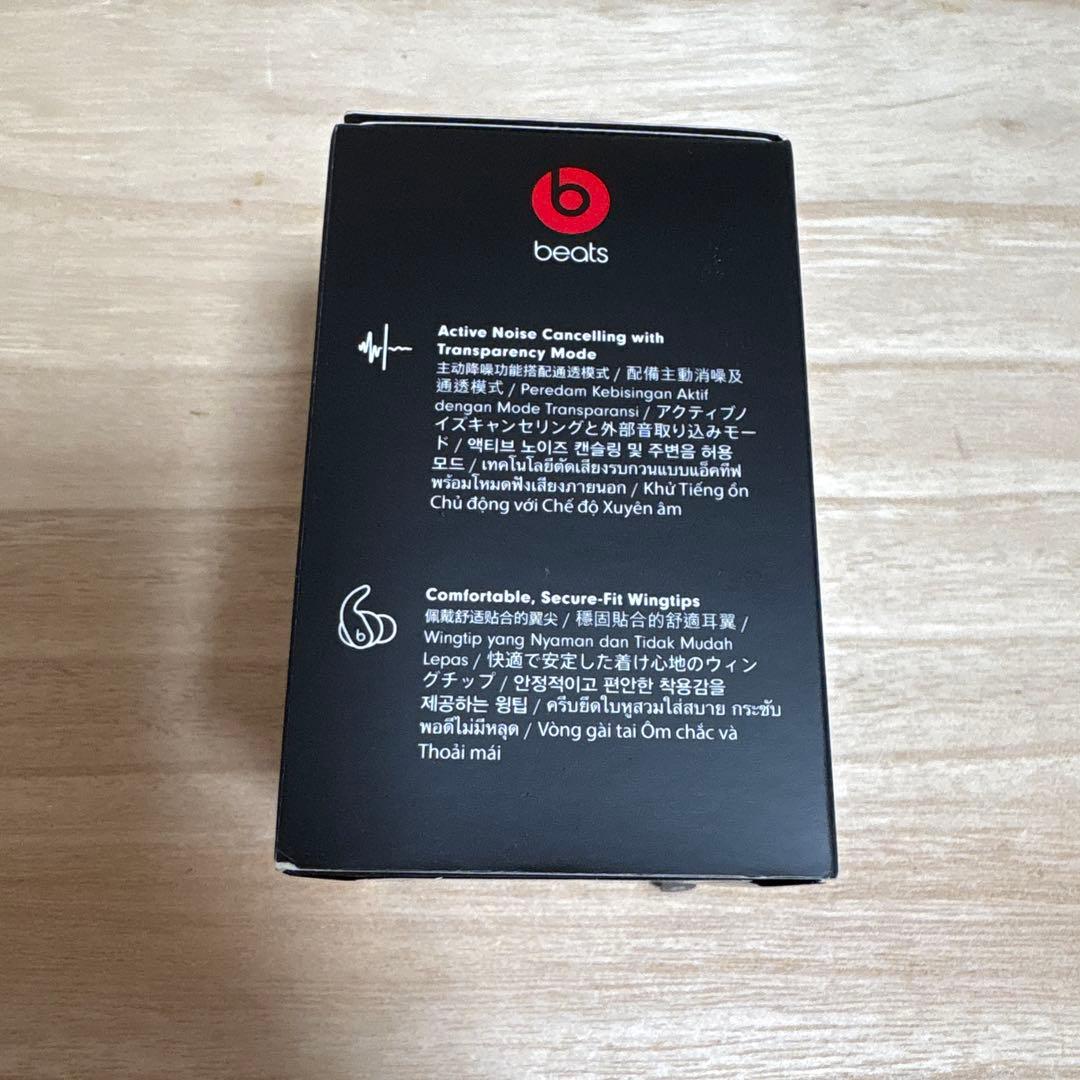 beats
Active Noise Cancelling with
Transparency Mode
主动降噪功能搭配通透模式 / 配備主動消噪及
通透模式 / Peredam Kebisingan Aktif
dengan Mode Transparansi / アクティブノ
イズキャンセリングと外部音取り込みモー
ド / 액티브 노이즈 캔슬링 및 주변음 허용
모드 / เทคโนโลยีตัดเสียงรบกวนแบบแอ็คทีฟ
พร้อมโหมดฟังเสียงภายนอก / Khử Tiếng ồn
Chủ động với Chế độ Xuyên âm
Comfortable, Secure-Fit Wingtips
佩戴舒适贴合的翼尖 / 穩固貼合的舒適耳翼 /
Wingtip yang Nyaman dan Tidak Mudah
Lepas / 快適で安定した着け心地のウィン
グチップ / 안정적이고 편안한 착용감을
제공하는 윙팁 / ครีบยึดใบหูสวมใส่สบาย กระชับ
พอดีไม่มีหลุด / Vòng gài tai Ôm chắc và
Thoải mái